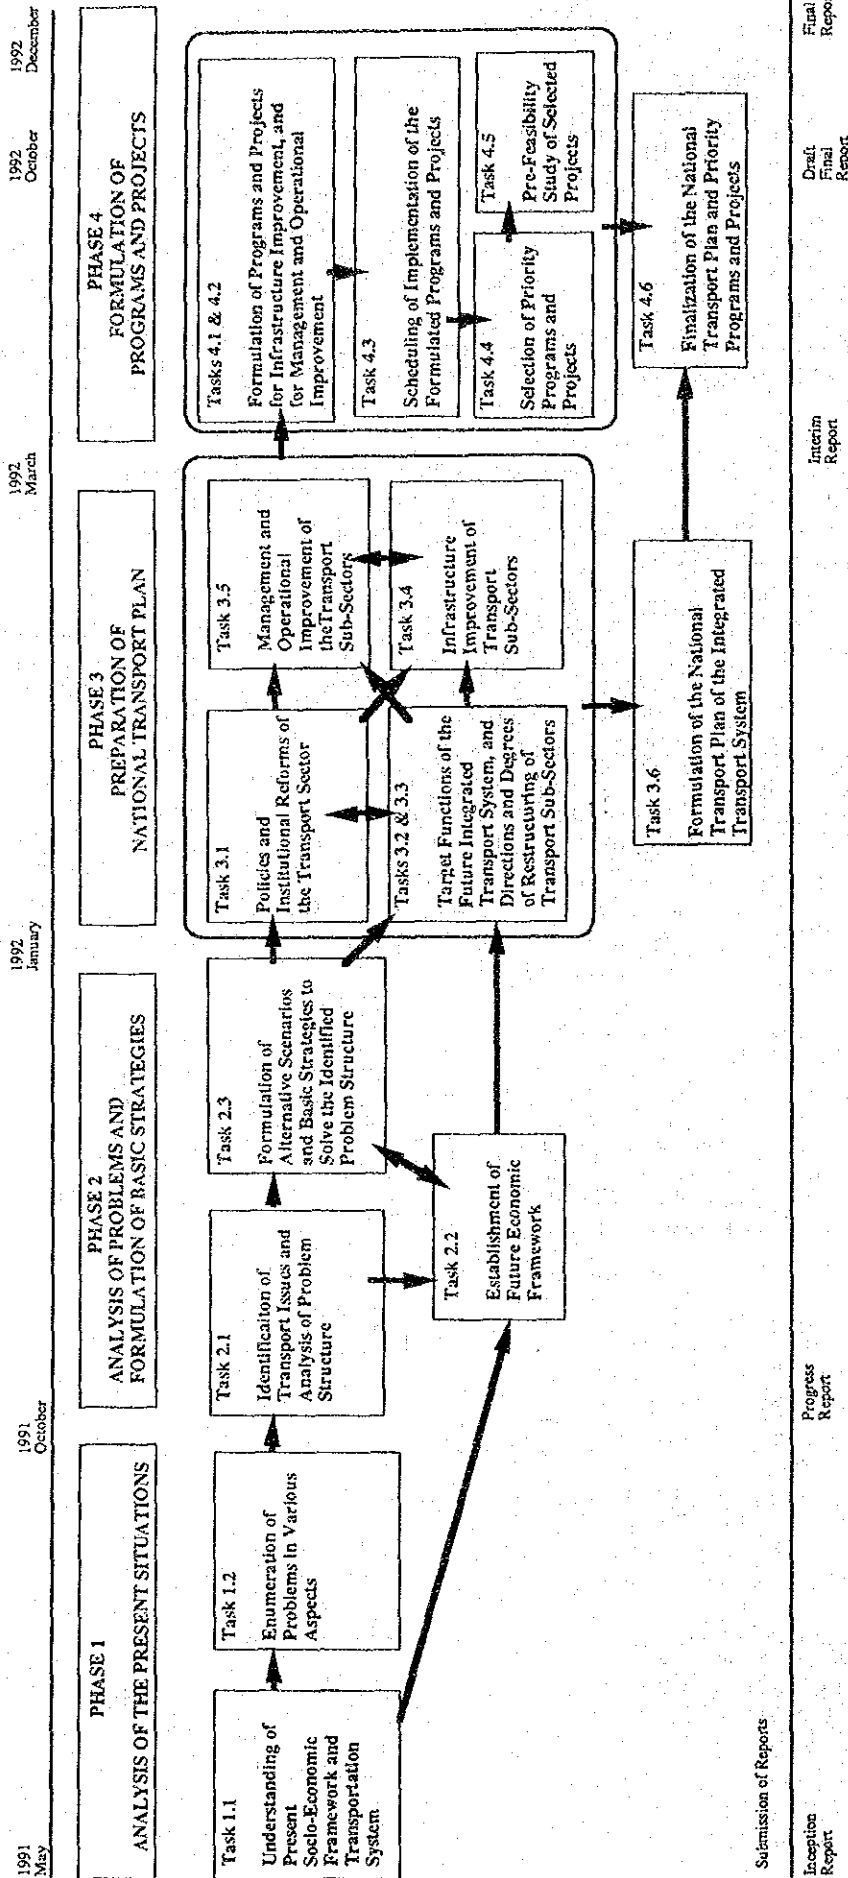 1991
May
1991
October
1992
January
1992
March
1992
October
1992
December
PHASE 1
ANALYSIS OF THE PRESENT SITUATIONS
PHASE 2
ANALYSIS OF PROBLEMS AND
FORMULATION OF BASIC STRATEGIES
PHASE 3
PREPARATION OF
NATIONAL TRANSPORT PLAN
PHASE 4
FORMULATION OF
PROGRAMS AND PROJECTS
Task 1.1
Understanding of
Present
Socio-Economic
Framework and
Transportation
System
Task 1.2
Enumeration of
Problems in Various
Aspects
Task 2.1
Identificaiton of
Transport Issues and
Analysis of Problem
Structure
Task 2.3
Formulation of
Alternative Scenarios
and Basic Strategies to
Solve the Identified
Problem Structure
Task 2.2
Establishment of
Future Economic
Framework
Task 3.1
Policies and
Institutional Reforms of
the Transport Sector
Task 3.5
Management and
Operational
Improvement of
theTransport
Sub-Sectors
Tasks 3.2 & 3.3
Target Functions of the
Future Integrated
Transport System, and
Directions and Degrees
of Restructuring of
Transport Sub-Sectors
Task 3.4
Infrastructure
Improvement of
Transport
Sub-Sectors
Task 3.6
Formulation of the National
Transport Plan of the Integrated
Transport System
Tasks 4.1 & 4.2
Formulation of Programs and Projects
for Infrastructure Improvement, and
for Management and Operational
Improvement
Task 4.3
Scheduling of Implementation of the
Formulated Programs and Projects
Task 4.4
Selection of Priority
Programs and
Projects
Task 4.5
Pre-Feasibility
Study of Selected
Projects
Task 4.6
Finalization of the National
Transport Plan and Priority
Programs and Projects
Submission of Reports
Inception
Report
Progress
Report
Interim
Report
Draft
Final
Report
Final
Repor